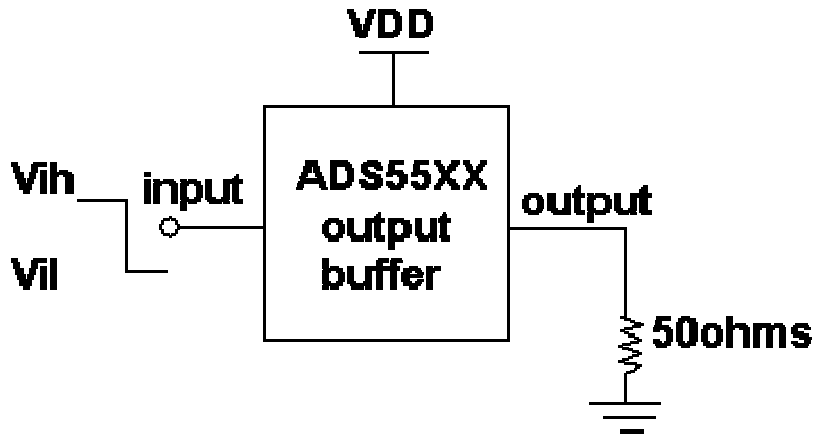 VDD
Vih
input
Vil
ADS55XX
output
buffer
output
50ohms